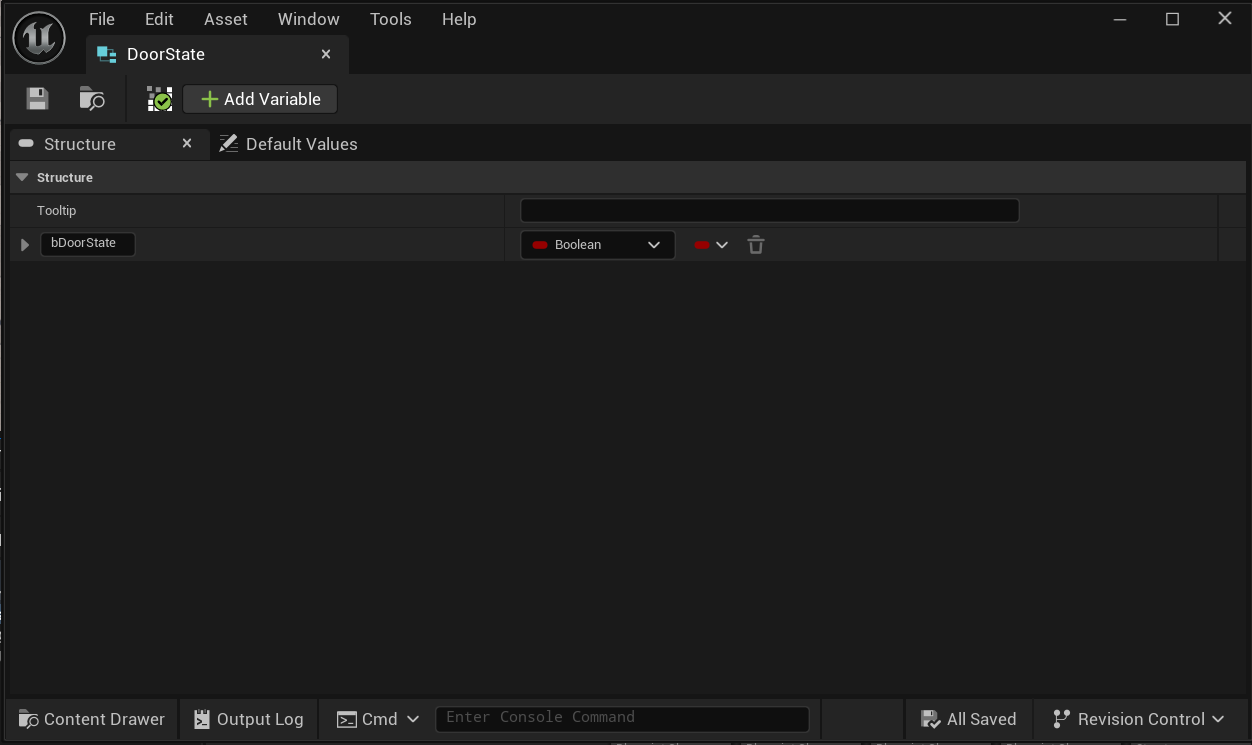 File Edit Asset Window Tools Help
DoorState
Add Variable
Structure Default Values
Structure
Tooltip
bDoorState Boolean
Content Drawer Output Log Cmd Enter Console Command All Saved Revision Control